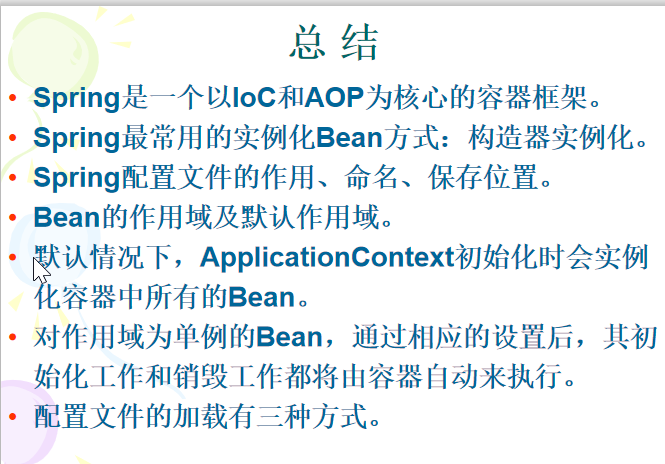 总 结
• Spring是一个以IoC和AOP为核心的容器框架。
• Spring最常用的实例化Bean方式：构造器实例化。
• Spring配置文件的作用、命名、保存位置。
• Bean的作用域及默认作用域。
• 默认情况下，ApplicationContext初始化时会实例
化容器中所有的Bean。
• 对作用域为单例的Bean，通过相应的设置后，其初
始化工作和销毁工作都将由容器自动来执行。
• 配置文件的加载有三种方式。